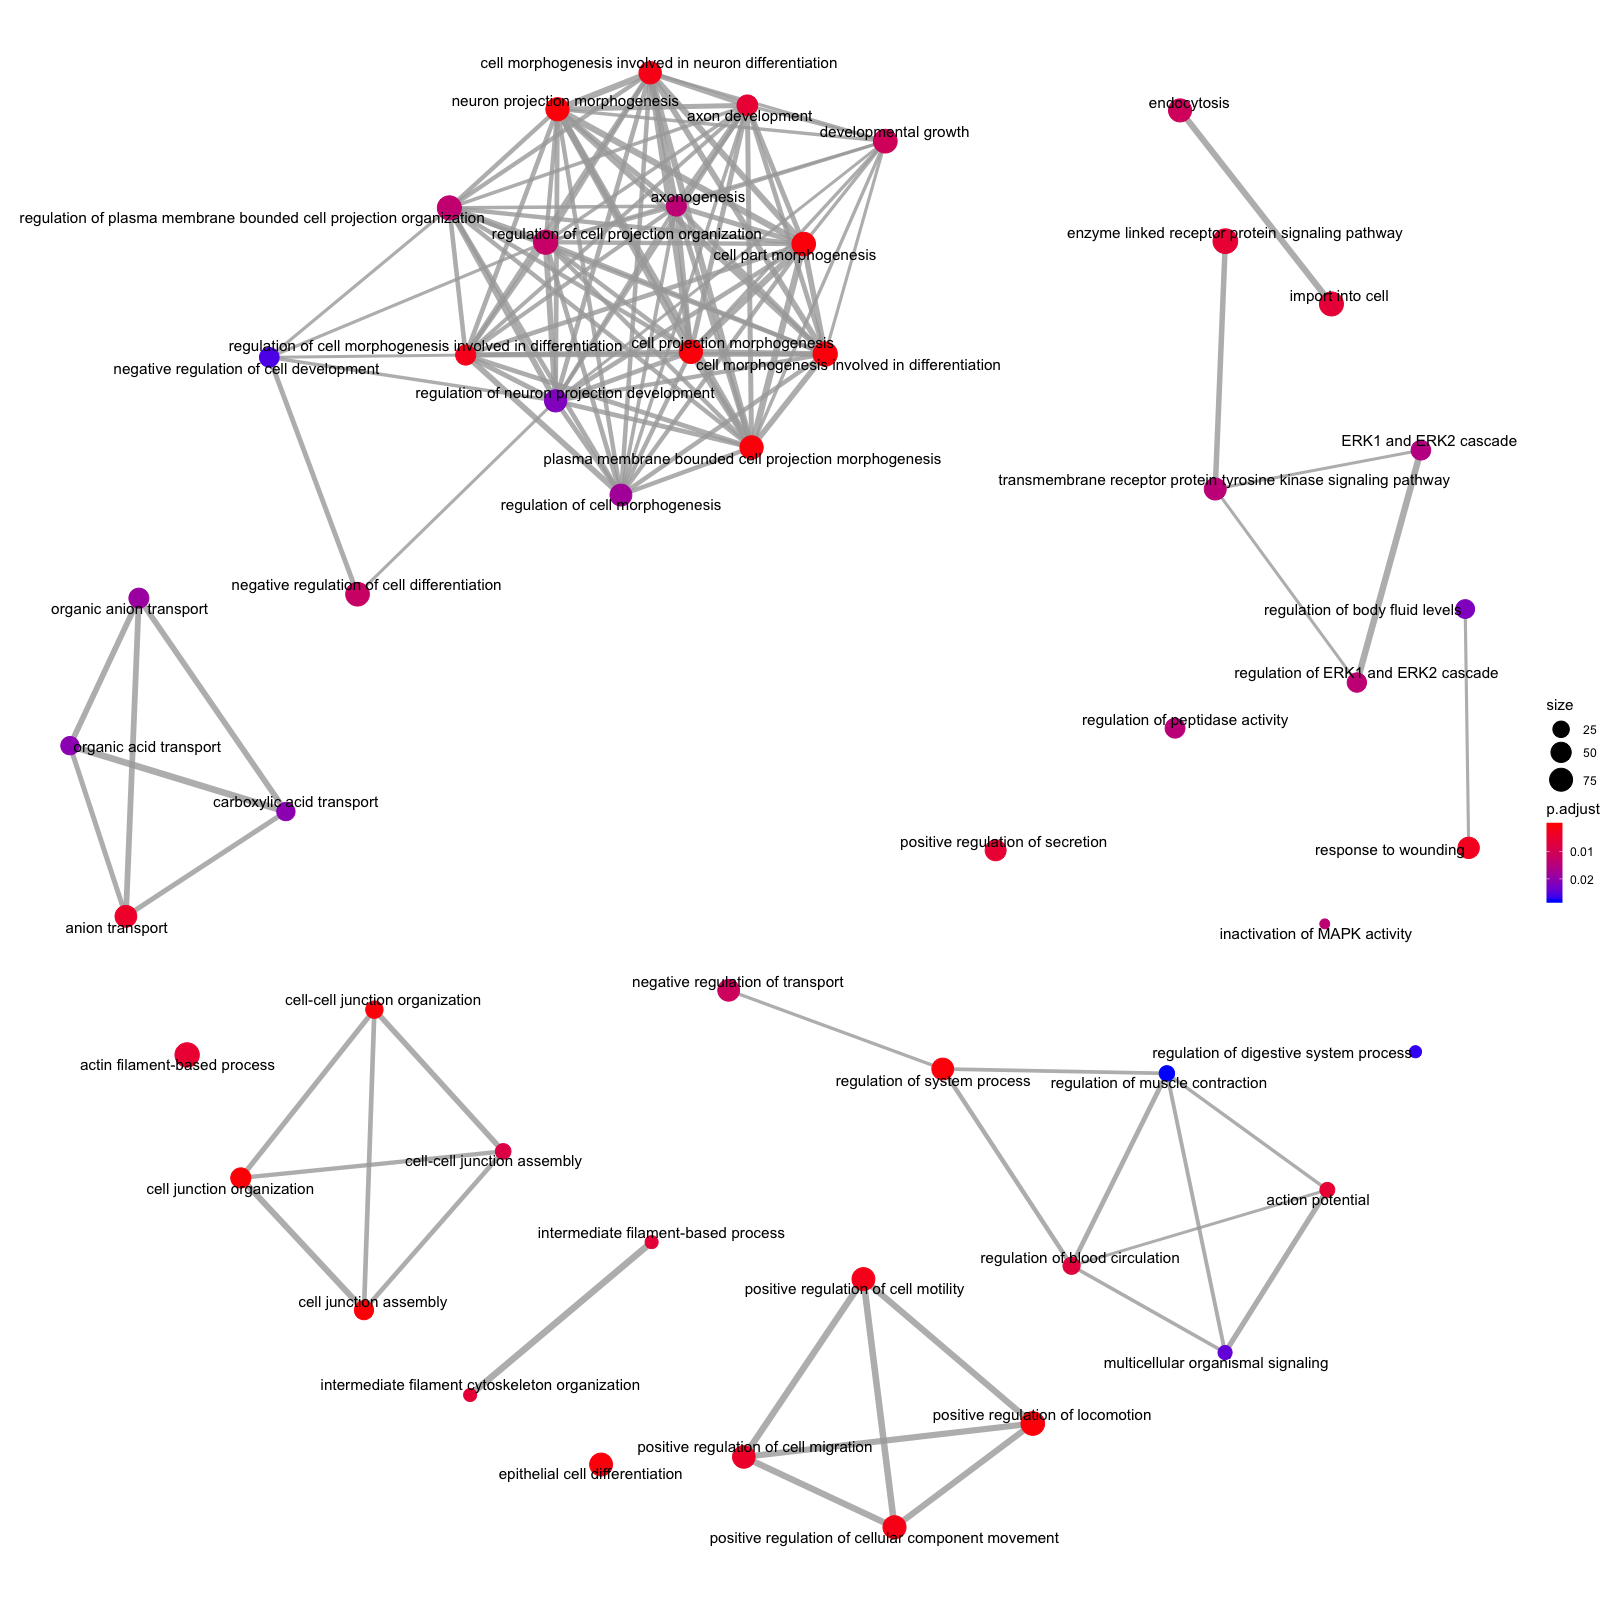 cell morphogenesis involved in neuron differentiation
neuron projection morphogenesis
axon development
endocytosis
developmental growth
axonogenesis
regulation of plasma membrane bounded cell projection organization
regulation of cell projection organization
enzyme linked receptor protein signaling pathway
cell part morphogenesis
import into cell
regulation of cell morphogenesis involved in differentiation
cell projection morphogenesis
negative regulation of cell development
cell morphogenesis involved in differentiation
regulation of neuron projection development
ERK1 and ERK2 cascade
plasma membrane bounded cell projection morphogenesis
transmembrane receptor protein tyrosine kinase signaling pathway
regulation of cell morphogenesis
negative regulation of cell differentiation
organic anion transport
regulation of body fluid levels
regulation of ERK1 and ERK2 cascade
size
25
50
75
p.adjust
0.01
0.02
regulation of peptidase activity
organic acid transport
carboxylic acid transport
positive regulation of secretion
response to wounding
anion transport
inactivation of MAPK activity
negative regulation of transport
cell-cell junction organization
regulation of digestive system process
actin filament-based process
regulation of system process
regulation of muscle contraction
cell-cell junction assembly
cell junction organization
action potential
intermediate filament-based process
regulation of blood circulation
positive regulation of cell motility
cell junction assembly
multicellular organismal signaling
intermediate filament cytoskeleton organization
positive regulation of locomotion
positive regulation of cell migration
epithelial cell differentiation
positive regulation of cellular component movement